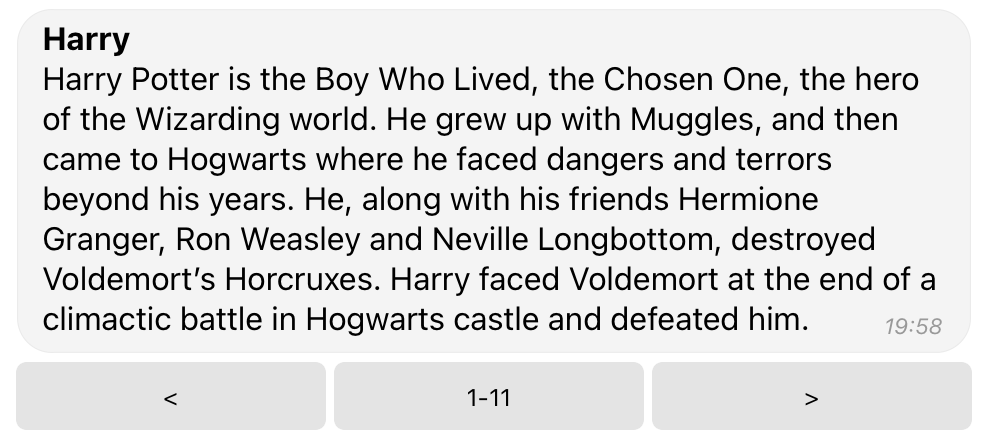 Harry
Harry Potter is the Boy Who Lived, the Chosen One, the hero
of the Wizarding world. He grew up with Muggles, and then
came to Hogwarts where he faced dangers and terrors
beyond his years. He, along with his friends Hermione
Granger, Ron Weasley and Neville Longbottom, destroyed
Voldemort’s Horcruxes. Harry faced Voldemort at the end of a
climactic battle in Hogwarts castle and defeated him.
19:58
< 1-11 >